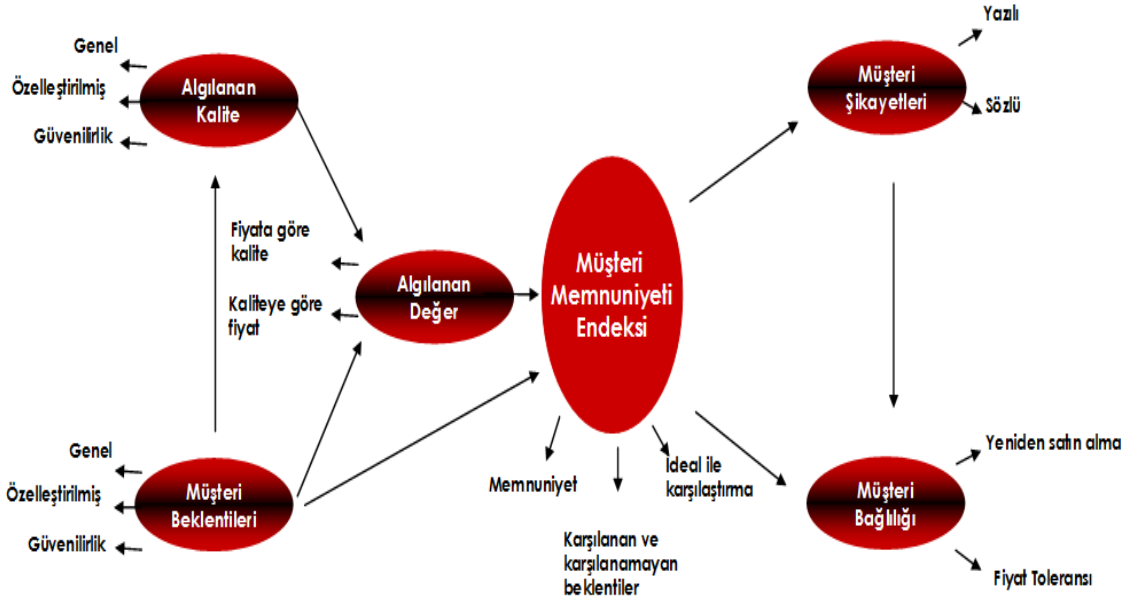 Genel
Özelleştirilmiş
Güvenilirlik
Algılanan
Kalite
Fiyata göre
kalite
Kaliteye göre
fiyat
Algılanan
Değer
Genel
Özelleştirilmiş
Güvenilirlik
Müşteri
Beklentileri
Müşteri
Memnuniyeti
Endeksi
Memnuniyet
Karşılanan ve
karşılanamayan
beklentiler
İdeal ile
karşılaştırma
Müşteri
Şikayetleri
Yazılı
Sözlü
Müşteri
Bağlılığı
Yeniden satın alma
Fiyat Toleransı